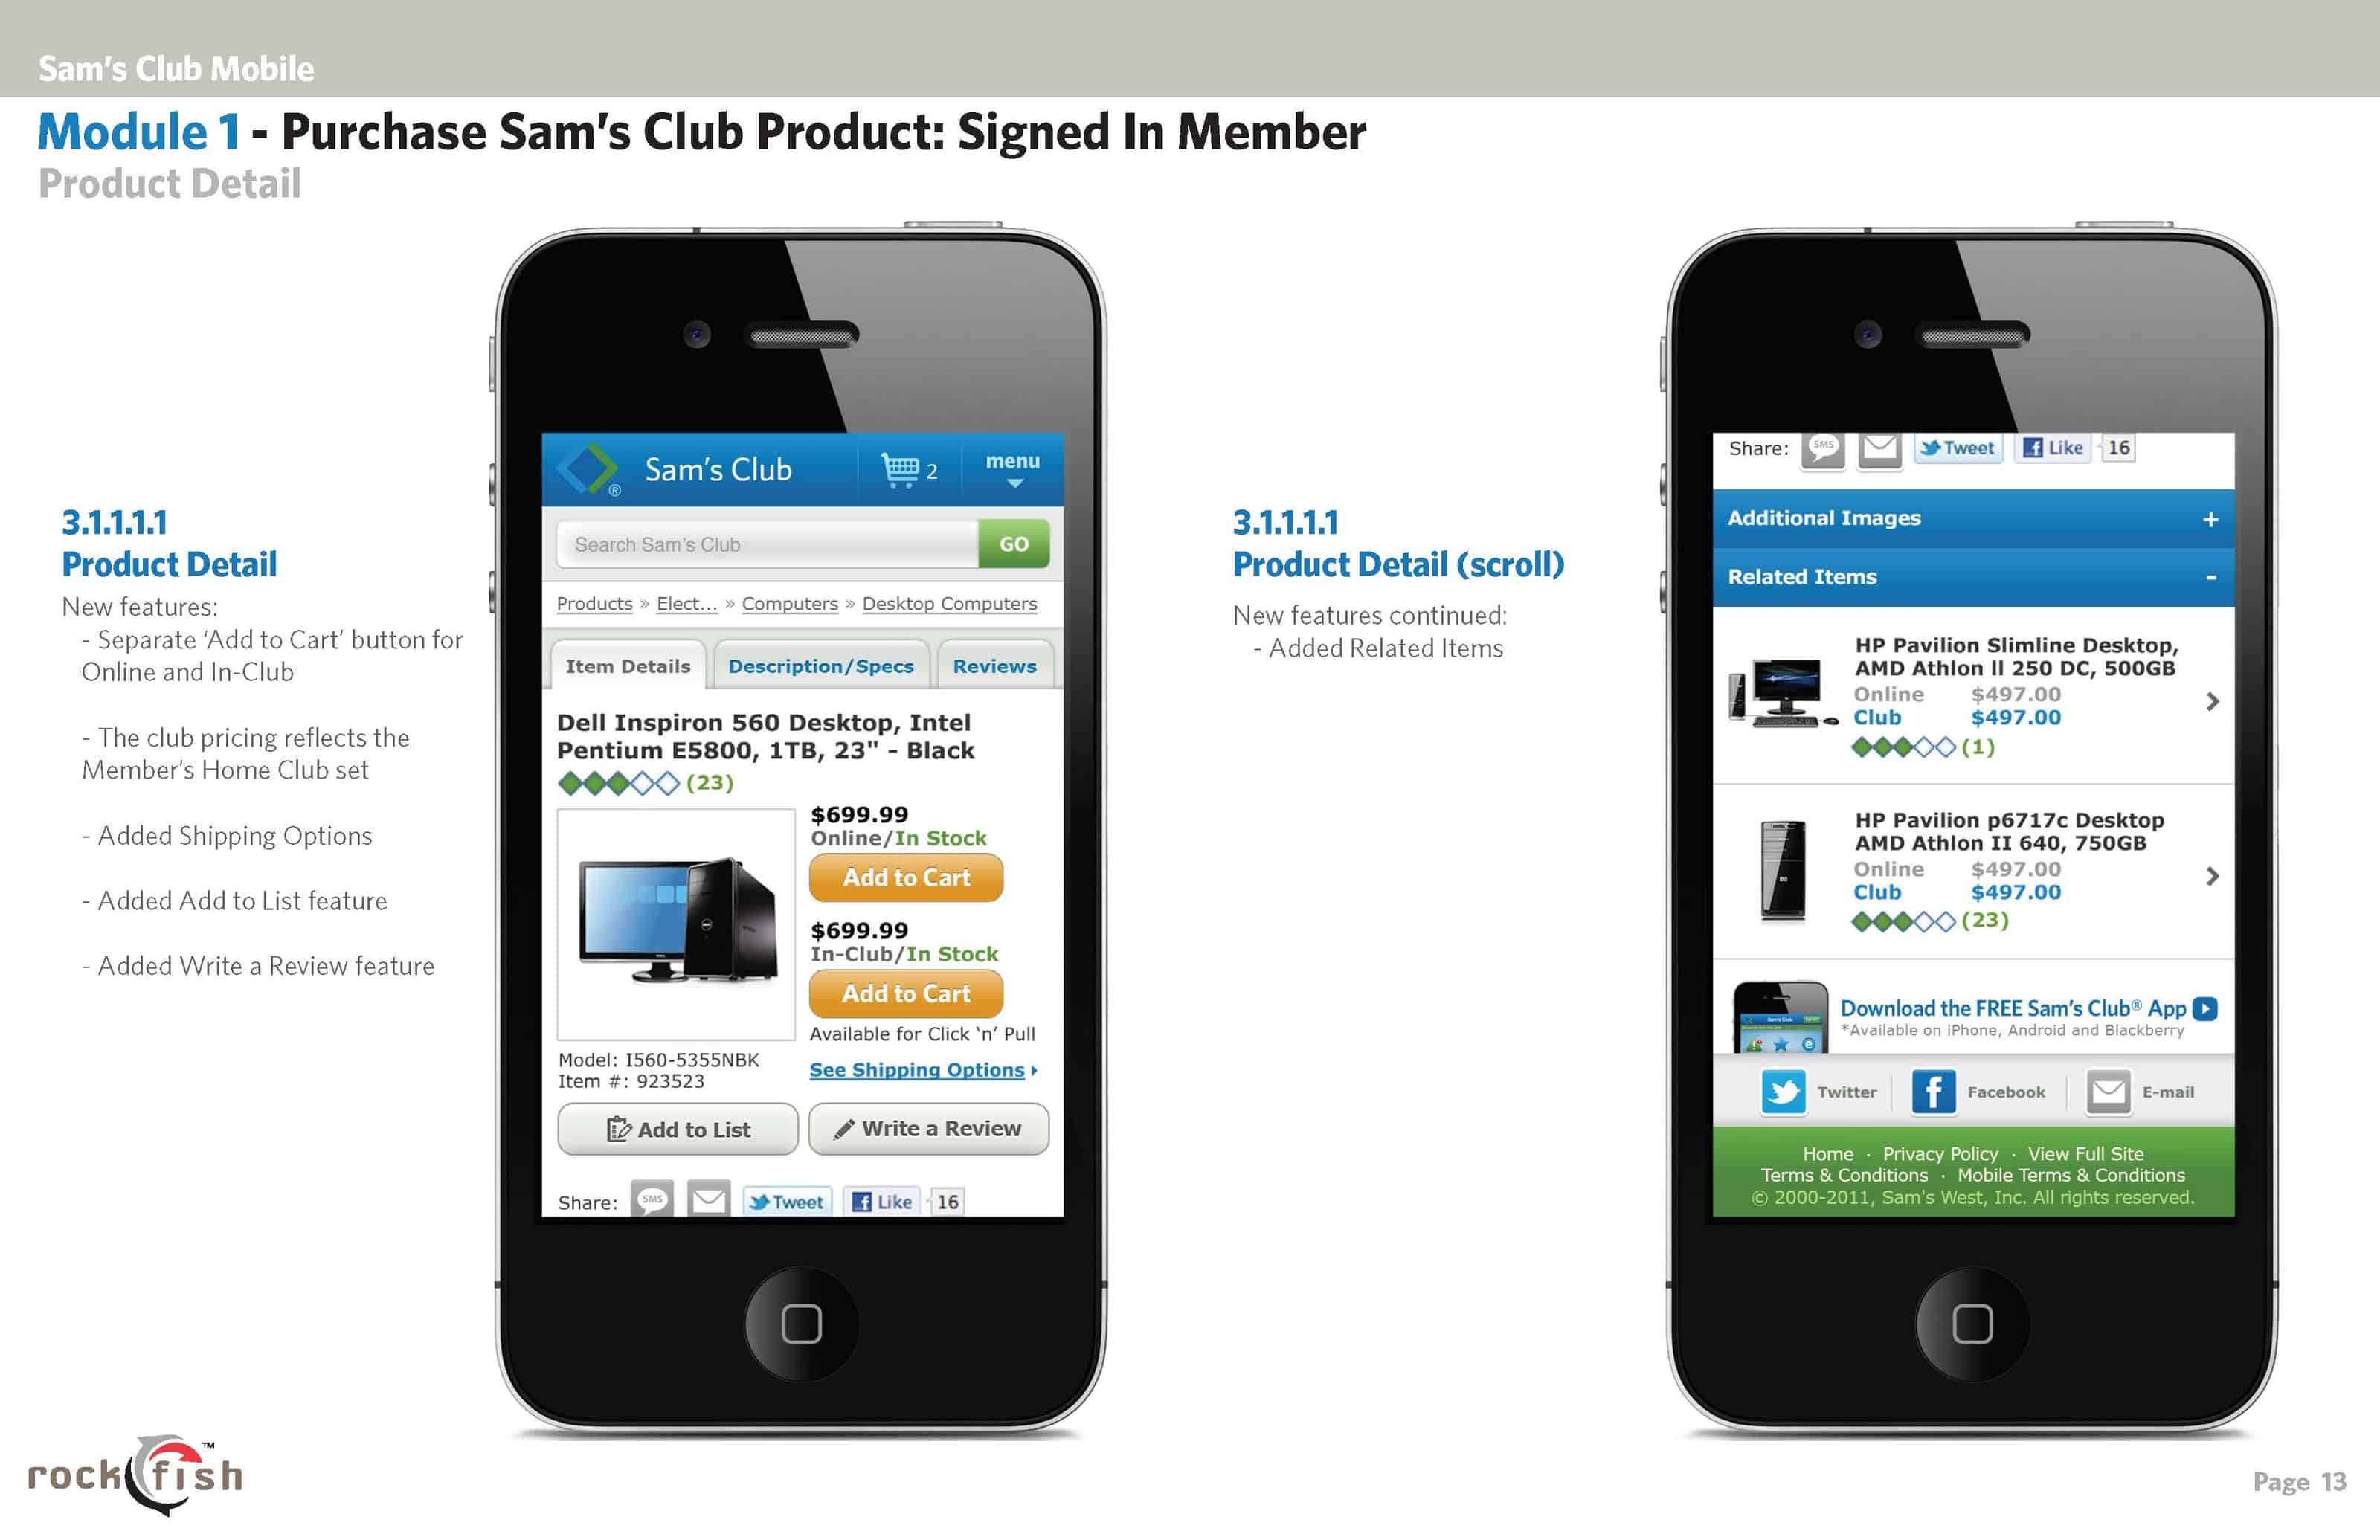 Sam's Club Mobile
Module 1 - Purchase Sam's Club Product: Signed In Member
Product Detail
3.1.1.1.1
Product Detail
New features:
- Separate 'Add to Cart' button for
Online and In-Club
- The club pricing reflects the
Member's Home Club set
- Added Shipping Options
- Added Add to List feature
- Added Write a Review feature
Sam's Club
®
2
menu
Search Sam's Club
GO
Products » Elect... » Computers » Desktop Computers
Item Details
Description/Specs
Reviews
Dell Inspiron 560 Desktop, Intel
Pentium E5800, 1TB, 23" - Black
(23)
$699.99
Online/In Stock
Add to Cart
$699.99
In-Club/In Stock
Add to Cart
Available for Click 'n' Pull
Model: I560-5355NBK
Item #: 923523
See Shipping Options
Add to List
Write a Review
Share:
SMS
Tweet
Like
16
3.1.1.1.1
Product Detail (scroll)
New features continued:
- Added Related Items
Share:
SMS
Tweet
Like
16
Additional Images +
Related Items -
HP Pavilion Slimline Desktop,
AMD Athlon ll 250 DC, 500GB
Online $497.00
Club $497.00
(1)
HP Pavilion p6717c Desktop
AMD Athlon II 640, 750GB
Online $497.00
Club $497.00
(23)
Download the FREE Sam's Club® App
*Available on iPhone, Android and Blackberry
Twitter
Facebook
E-mail
Home · Privacy Policy · View Full Site
Terms & Conditions · Mobile Terms & Conditions
© 2000-2011, Sam's West, Inc. All rights reserved.
rockfish™
Page 13